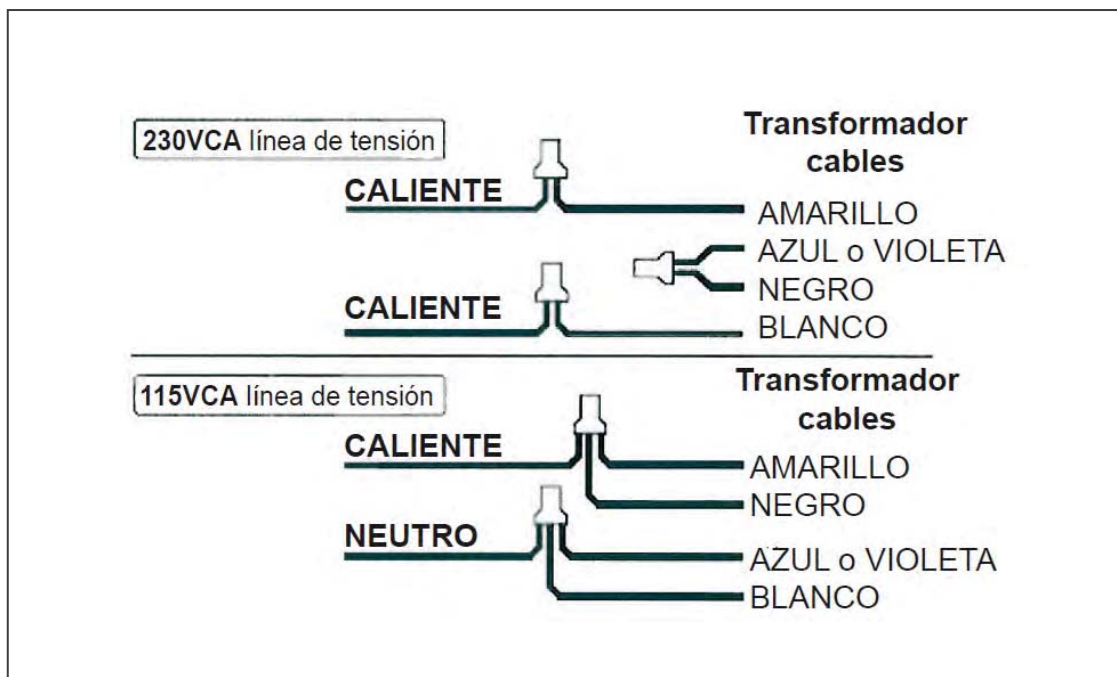 230VCA línea de tensión
Transformador
cables
CALIENTE
AMARILLO
AZUL o VIOLETA
NEGRO
CALIENTE
BLANCO
115VCA línea de tensión
Transformador
cables
CALIENTE
AMARILLO
NEGRO
NEUTRO
AZUL o VIOLETA
BLANCO